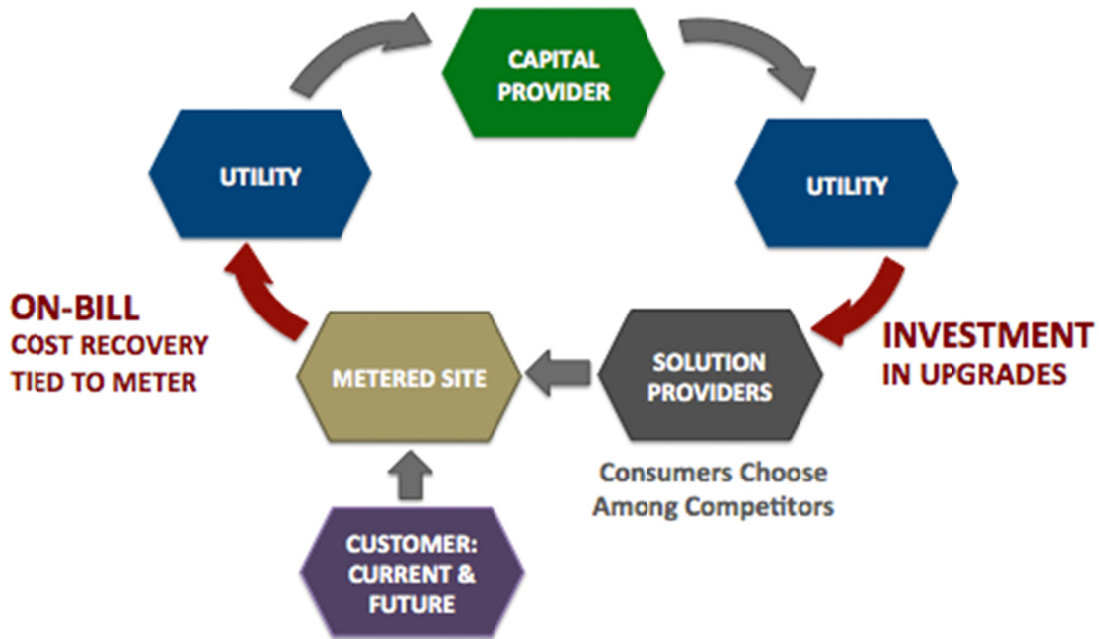 CAPITAL
PROVIDER
UTILITY
UTILITY
ON-BILL
COST RECOVERY
TIED TO METER
METERED SITE
SOLUTION
PROVIDERS
INVESTMENT
IN UPGRADES
Consumers Choose
Among Competitors
CUSTOMER:
CURRENT &
FUTURE